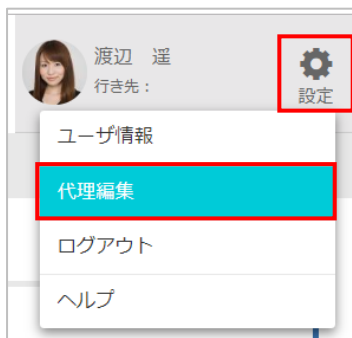 渡辺　遥
行き先：
設定
ユーザ情報
代理編集
ログアウト
ヘルプ